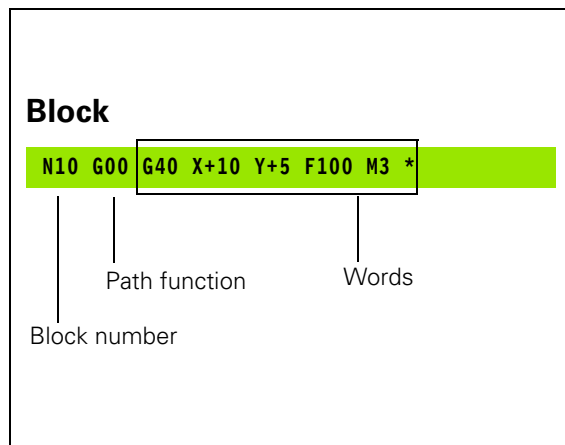 Block
N10 G00 G40 X+10 Y+5 F100 M3 *
Path function
Words
Block number